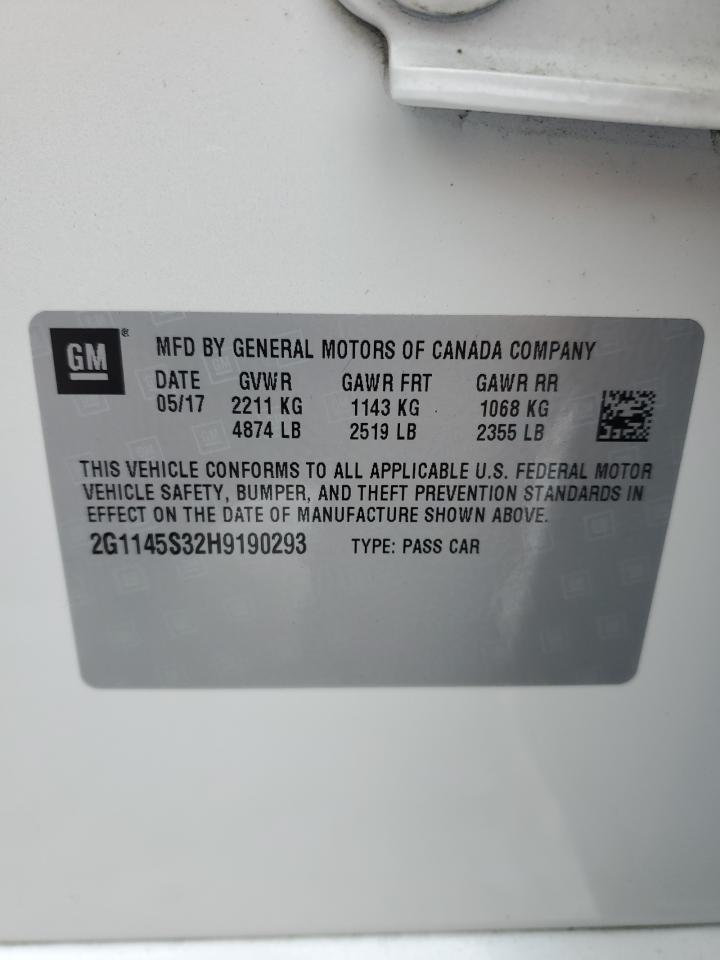 GM®
MFD BY GENERAL MOTORS OF CANADA COMPANY
DATE GVWR GAWR FRT GAWR RR
05/17 2211 KG 1143 KG 1068 KG
4874 LB 2519 LB 2355 LB
THIS VEHICLE CONFORMS TO ALL APPLICABLE U.S. FEDERAL MOTOR
VEHICLE SAFETY, BUMPER, AND THEFT PREVENTION STANDARDS IN
EFFECT ON THE DATE OF MANUFACTURE SHOWN ABOVE.
2G1145S32H9190293 TYPE: PASS CAR